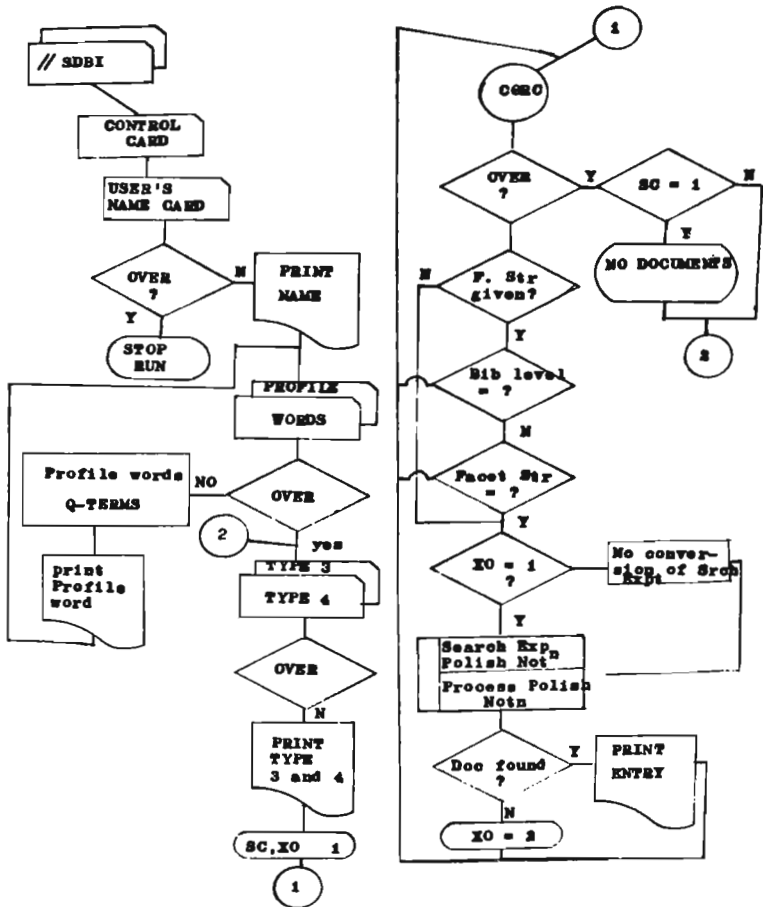 // SDBI
CONTROL
CARD
USER'S
NAME CARD
OVER
?
N
Y
PRINT
NAME
STOP
RUN
PROFILE
WORDS
Profile words
Q-TERMS
NO
OVER
2
yes
print
Profile
word
TYPE 3
TYPE 4
OVER
N
PRINT
TYPE
3 and 4
SC,XO 1
1
1
CGRC
OVER
?
Y
SC = 1
N
Y
NO DOCUMENTS
2
N
F. Str
given?
Y
Bib level
= ?
N
Facet Str
= ?
Y
XO = 1
?
No conver-
sion of Srch
Expt
Y
Search Expn
Polish Not
Process Polish
Notn
Doc found
?
Y
PRINT
ENTRY
N
XO = 2